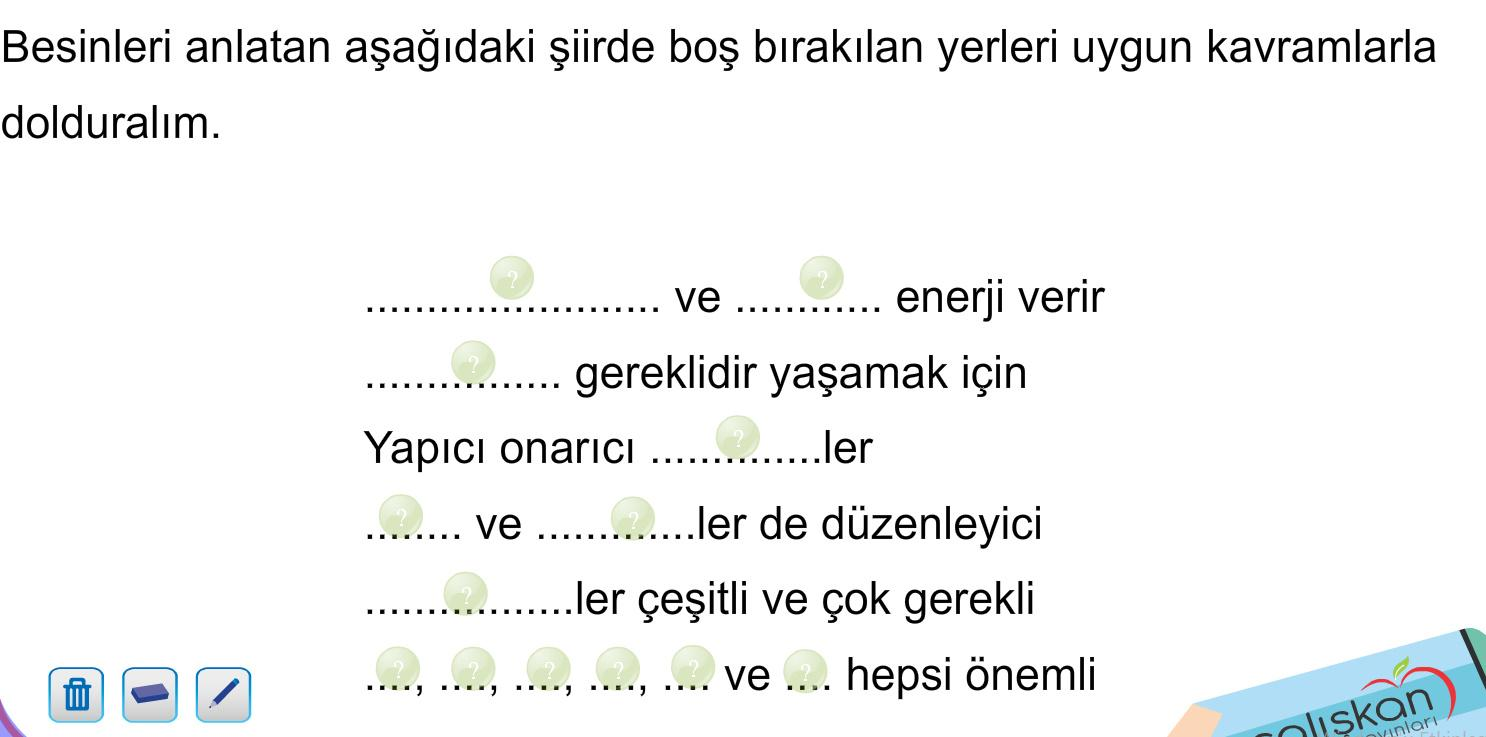 Besinleri anlatan aşağıdaki şiirde boş bırakılan yerleri uygun kavramlarla
dolduralım.
........................ ve ............ enerji verir
................ gereklidir yaşamak için
Yapıcı onarıcı ..............ler
........ ve .............ler de düzenleyici
.................ler çeşitli ve çok gerekli
...., ...., ...., ...., .... ve .... hepsi önemli